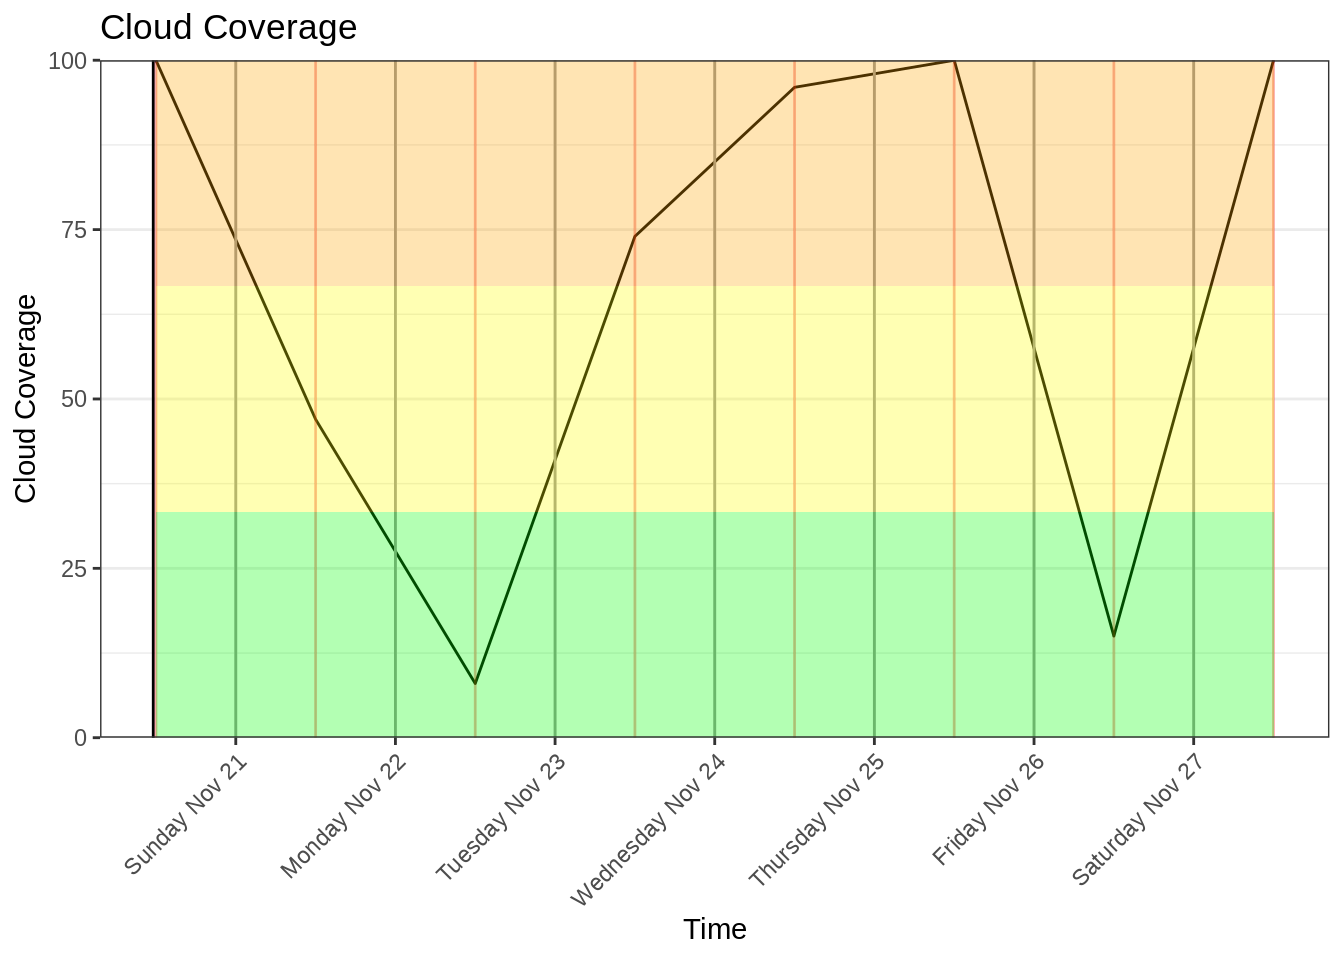 Cloud Coverage
100
75
50
25
0
Cloud Coverage
Sunday Nov 21
Monday Nov 22
Tuesday Nov 23
Wednesday Nov 24
Thursday Nov 25
Friday Nov 26
Saturday Nov 27
Time